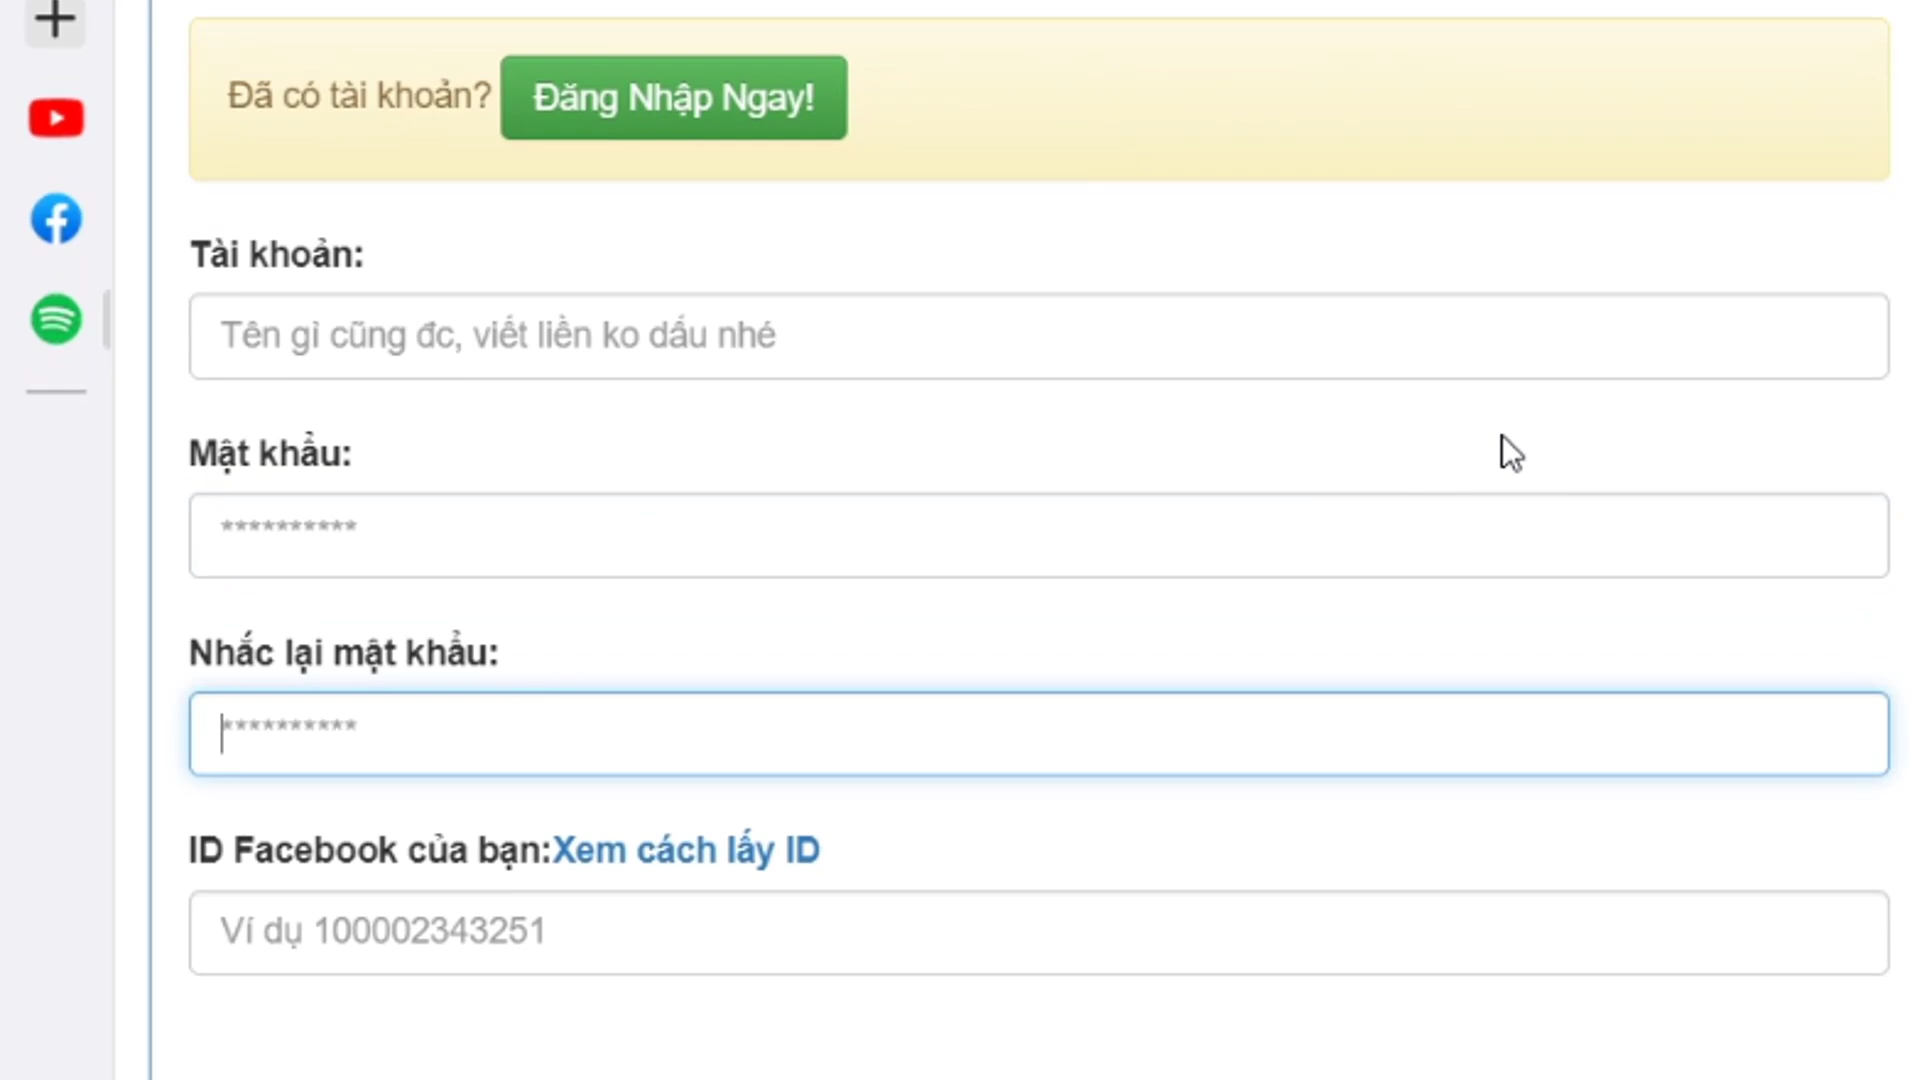 Đã có tài khoản? Đăng Nhập Ngay!
Tài khoản:
Tên gì cũng đc, viết liền ko dấu nhé
Mật khẩu:
**********
Nhắc lại mật khẩu:
**********
ID Facebook của bạn:Xem cách lấy ID
Ví dụ 100002343251